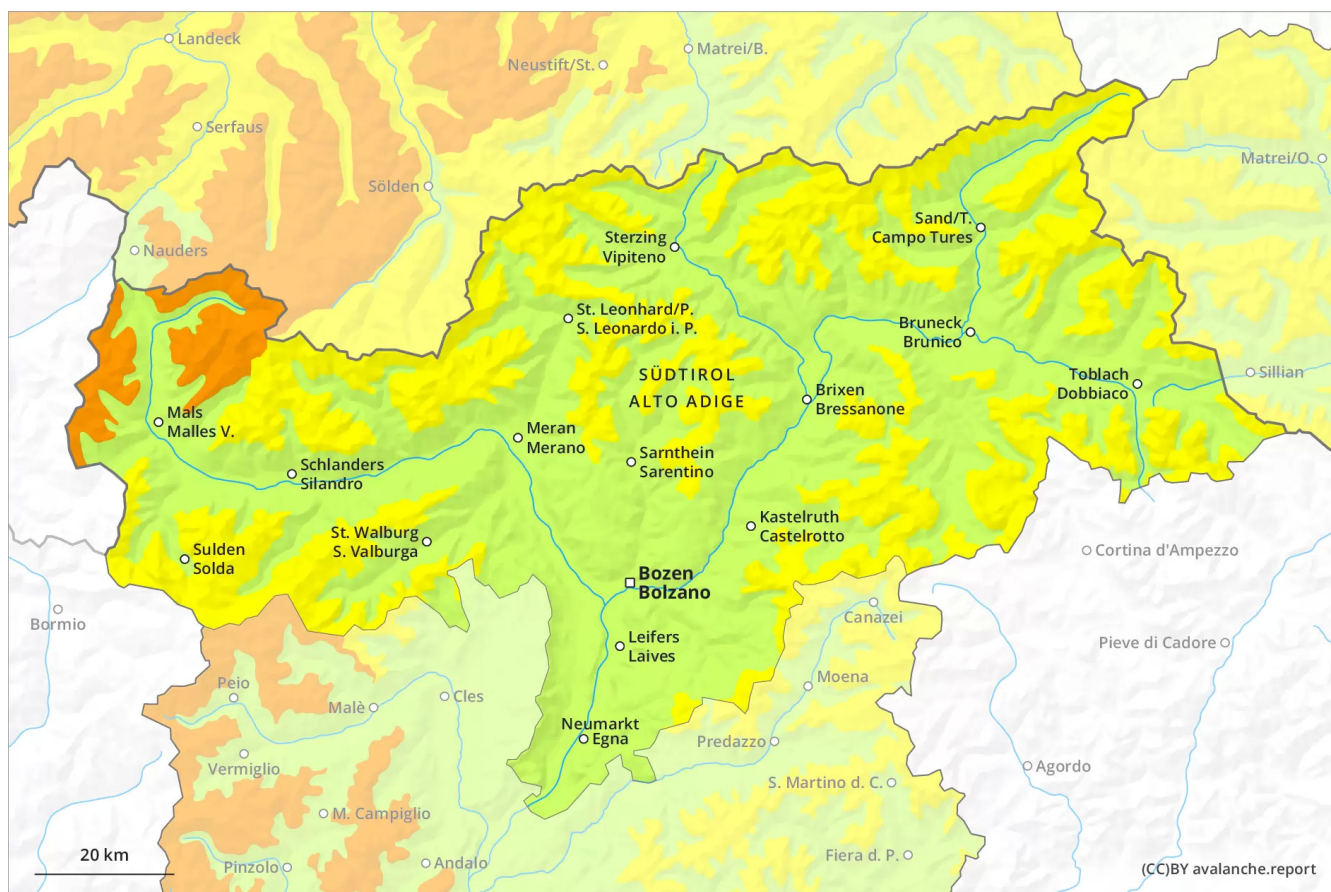 Landeck
Matrei/B.
Neustift/St.
Serfaus
Matrei/O.
Sölden
Sand/T.
Campo Tures
Sterzing
Vipiteno
Nauders
St. Leonhard/P.
S. Leonardo i. P.
Bruneck
Brunico
SÜDTIROL
ALTO ADIGE
Toblach
Dobbiaco
Sillian
Brixen
Bressanone
Mals
Malles V.
Meran
Merano
Schlanders
Silandro
Sarnthein
Sarentino
Kastelruth
Castelrotto
St. Walburg
S. Valburga
Sulden
Solda
Cortina d'Ampezzo
Bozen
Bolzano
Bormio
Canazei
Leifers
Laives
Pieve di Cadore
Moena
Peio
Cles
Malè
Neumarkt
Egna
Predazzo
Vermiglio
Agordo
S. Martino d. C.
M. Campiglio
20 km
Pinzolo
Andalo
Fiera d. P.
(CC)BY avalanche.report